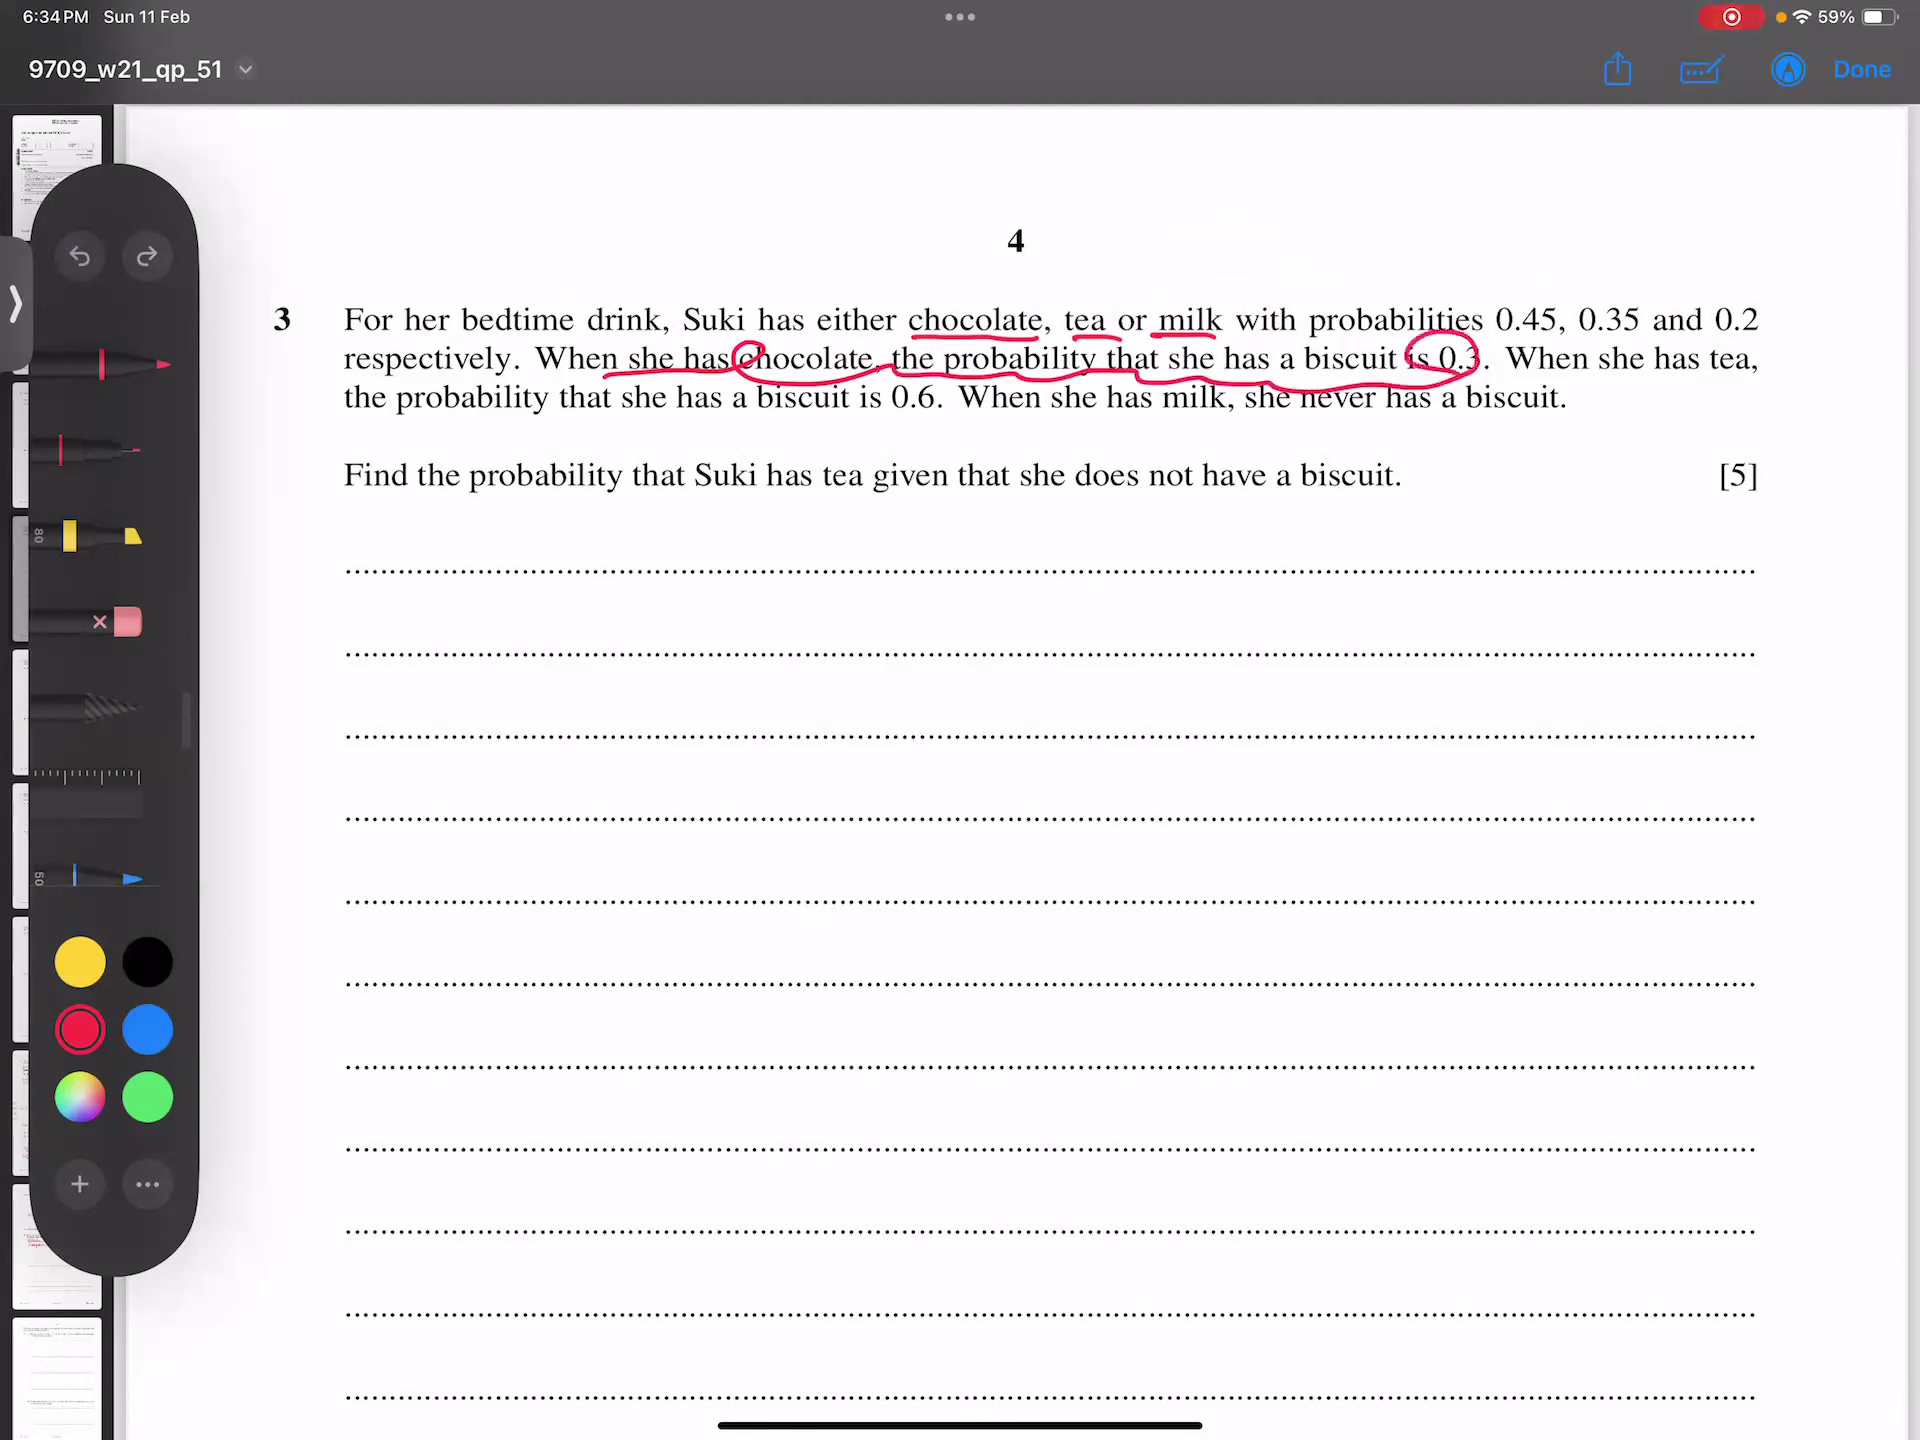 6:34 PM Sun 11 Feb
59%
9709_w21_qp_51
Done
4
3 For her bedtime drink, Suki has either chocolate, tea or milk with probabilities 0.45, 0.35 and 0.2
respectively. When she has chocolate, the probability that she has a biscuit is 0.3. When she has tea,
the probability that she has a biscuit is 0.6. When she has milk, she never has a biscuit.
Find the probability that Suki has tea given that she does not have a biscuit. [5]
80
50